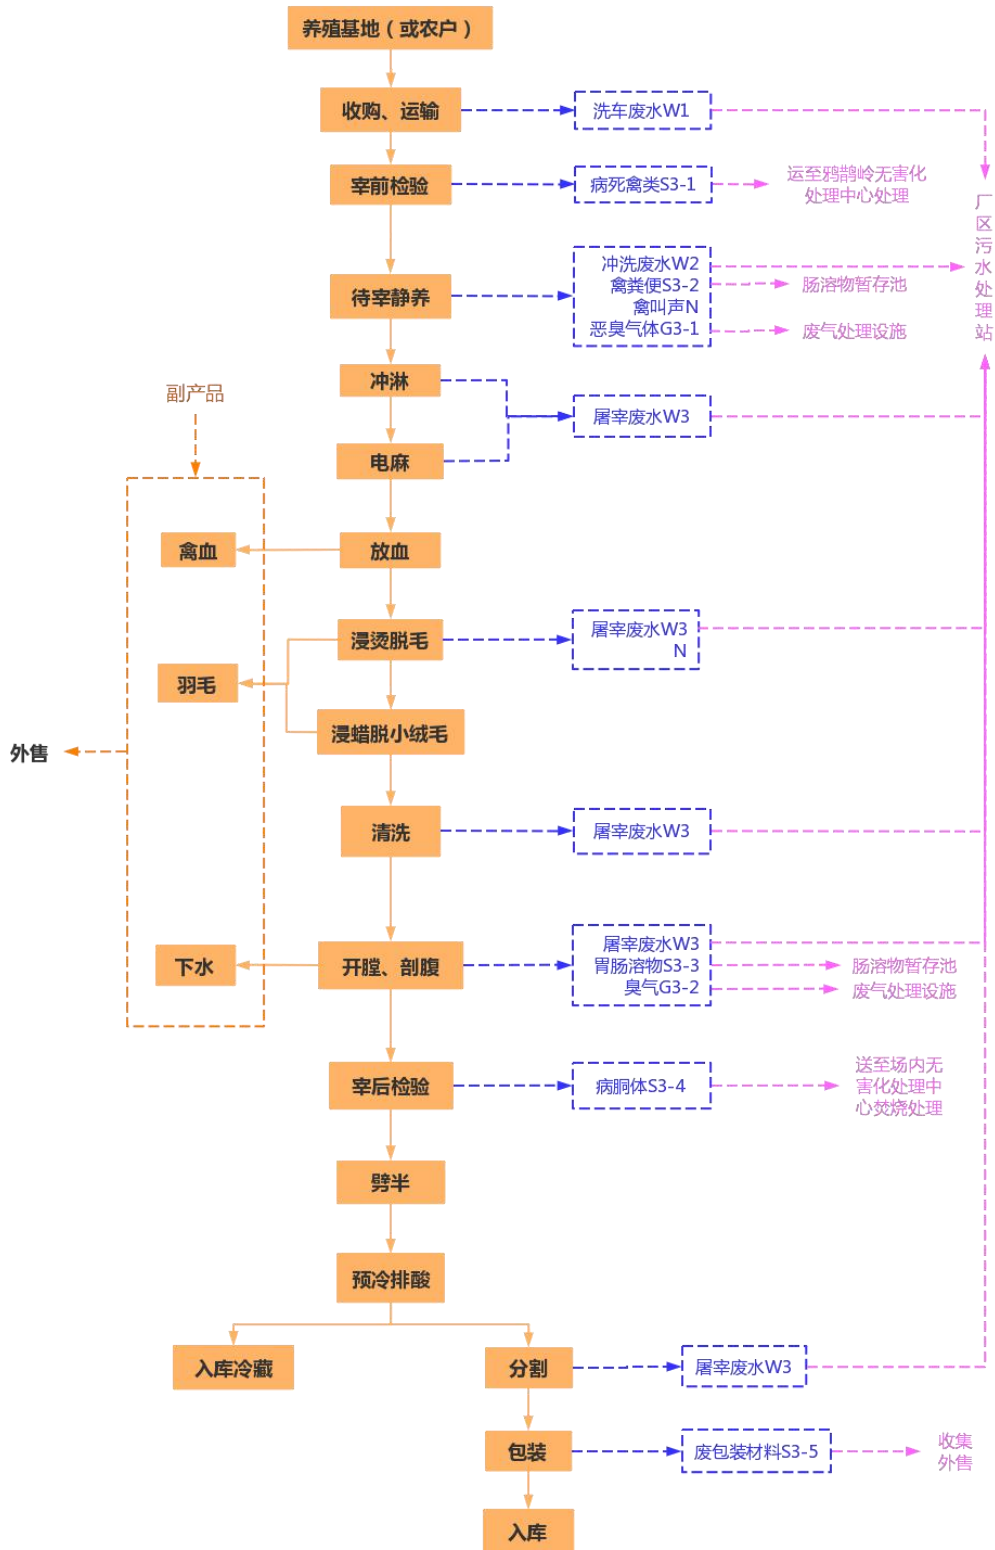 养殖基地（或农户）
收购、运输
洗车废水W1
宰前检验
病死禽类S3-1
运至鸦鹊岭无害化
处理中心处理
厂
区
污
水
处
理
站
待宰静养
冲洗废水W2
禽粪便S3-2
禽叫声N
恶臭气体G3-1
肠溶物暂存池
废气处理设施
冲淋
屠宰废水W3
副产品
电麻
禽血
放血
浸烫脱毛
屠宰废水W3
N
羽毛
浸蜡脱小绒毛
外售
清洗
屠宰废水W3
下水
开膛、剖腹
屠宰废水W3
胃肠溶物S3-3
臭气G3-2
肠溶物暂存池
废气处理设施
宰后检验
病胴体S3-4
送至场内无
害化处理中
心焚烧处理
劈半
预冷排酸
入库冷藏
分割
屠宰废水W3
包装
废包装材料S3-5
收集
外售
入库